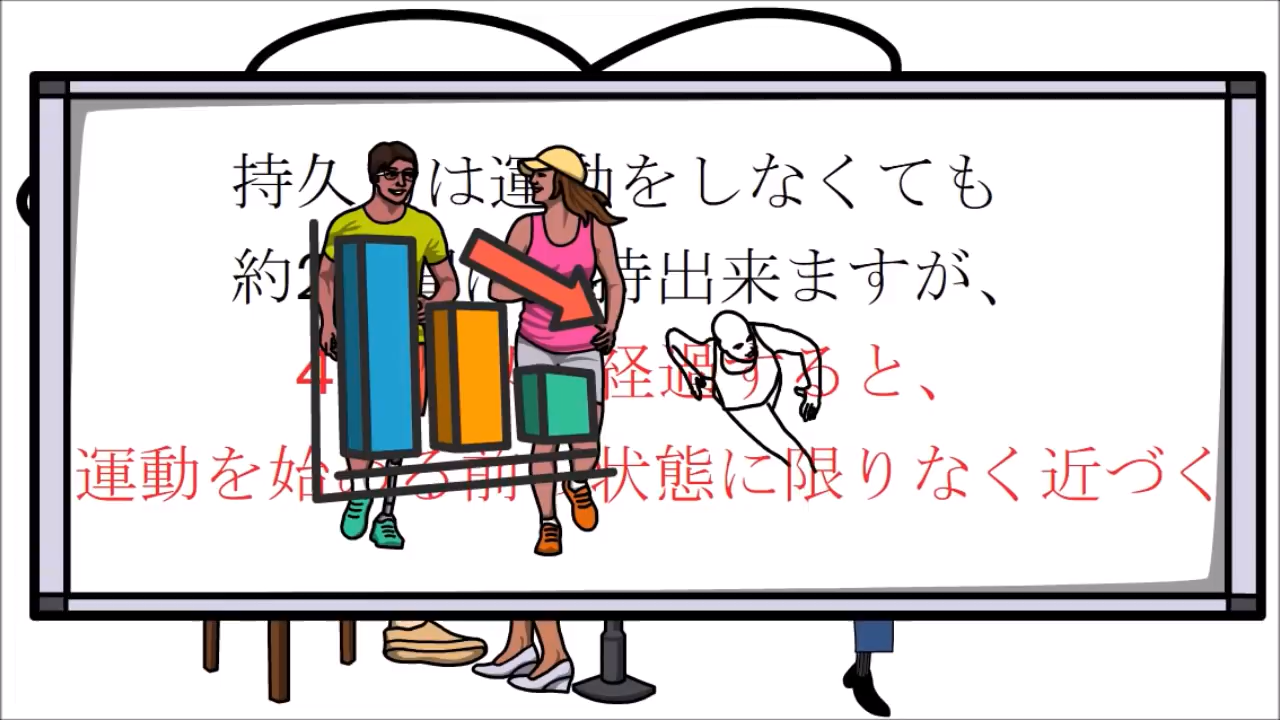 持久 は運動をしなくても
約2 持出来ますが、
4 経過すると、
運動を始める前 状態に限りなく近づく